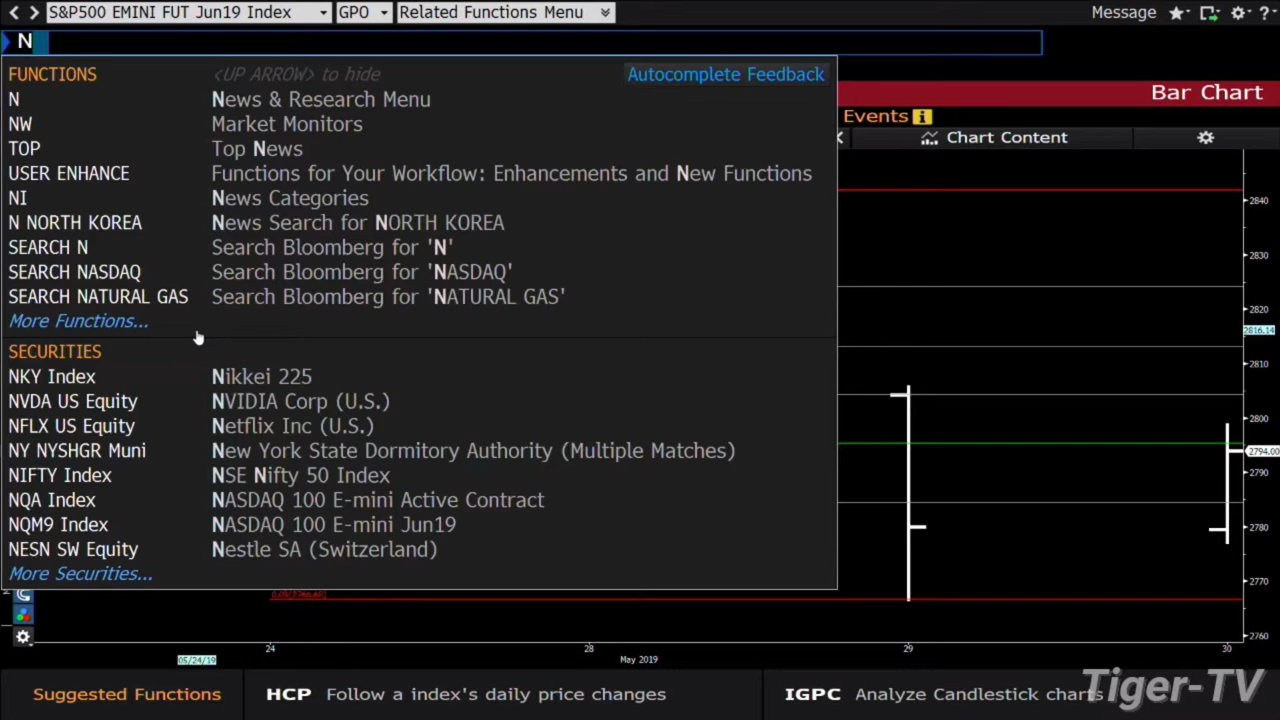 S&P500 EMINI FUT Jun19 Index GPO Related Functions Menu Message
N
FUNCTIONS <UP ARROW> to hide Autocomplete Feedback
N News & Research Menu
NW Market Monitors
TOP Top News
USER ENHANCE Functions for Your Workflow: Enhancements and New Functions
NI News Categories
N NORTH KOREA News Search for NORTH KOREA
SEARCH N Search Bloomberg for 'N'
SEARCH NASDAQ Search Bloomberg for 'NASDAQ'
SEARCH NATURAL GAS Search Bloomberg for 'NATURAL GAS'
More Functions...
SECURITIES
NKY Index Nikkei 225
NVDA US Equity NVIDIA Corp (U.S.)
NFLX US Equity Netflix Inc (U.S.)
NY NYSHGR Muni New York State Dormitory Authority (Multiple Matches)
NIFTY Index NSE Nifty 50 Index
NQA Index NASDAQ 100 E-mini Active Contract
NQM9 Index NASDAQ 100 E-mini Jun19
NESN SW Equity Nestle SA (Switzerland)
More Securities...
Bar Chart
Events
Chart Content
2840
2830
2820
2816.14
2810
2800
2794.00
2790
2780
2770
2760
24 28 29 30
05/24/19 May 2019
Suggested Functions HCP Follow a index's daily price changes IGPC Analyze Candlestick charts
Tiger-TV